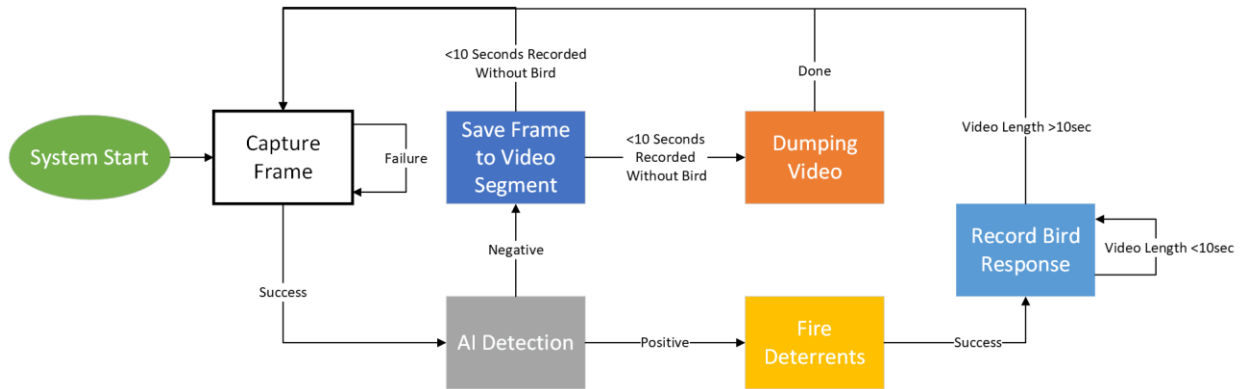 <10 Seconds Recorded
Without Bird
Done
System Start
Capture
Frame
Failure
Save Frame
to Video
Segment
<10 Seconds
Recorded
Without Bird
Dumping
Video
Video Length >10sec
Record Bird
Response
Video Length <10sec
Negative
Success
AI Detection
Positive
Fire
Deterrents
Success